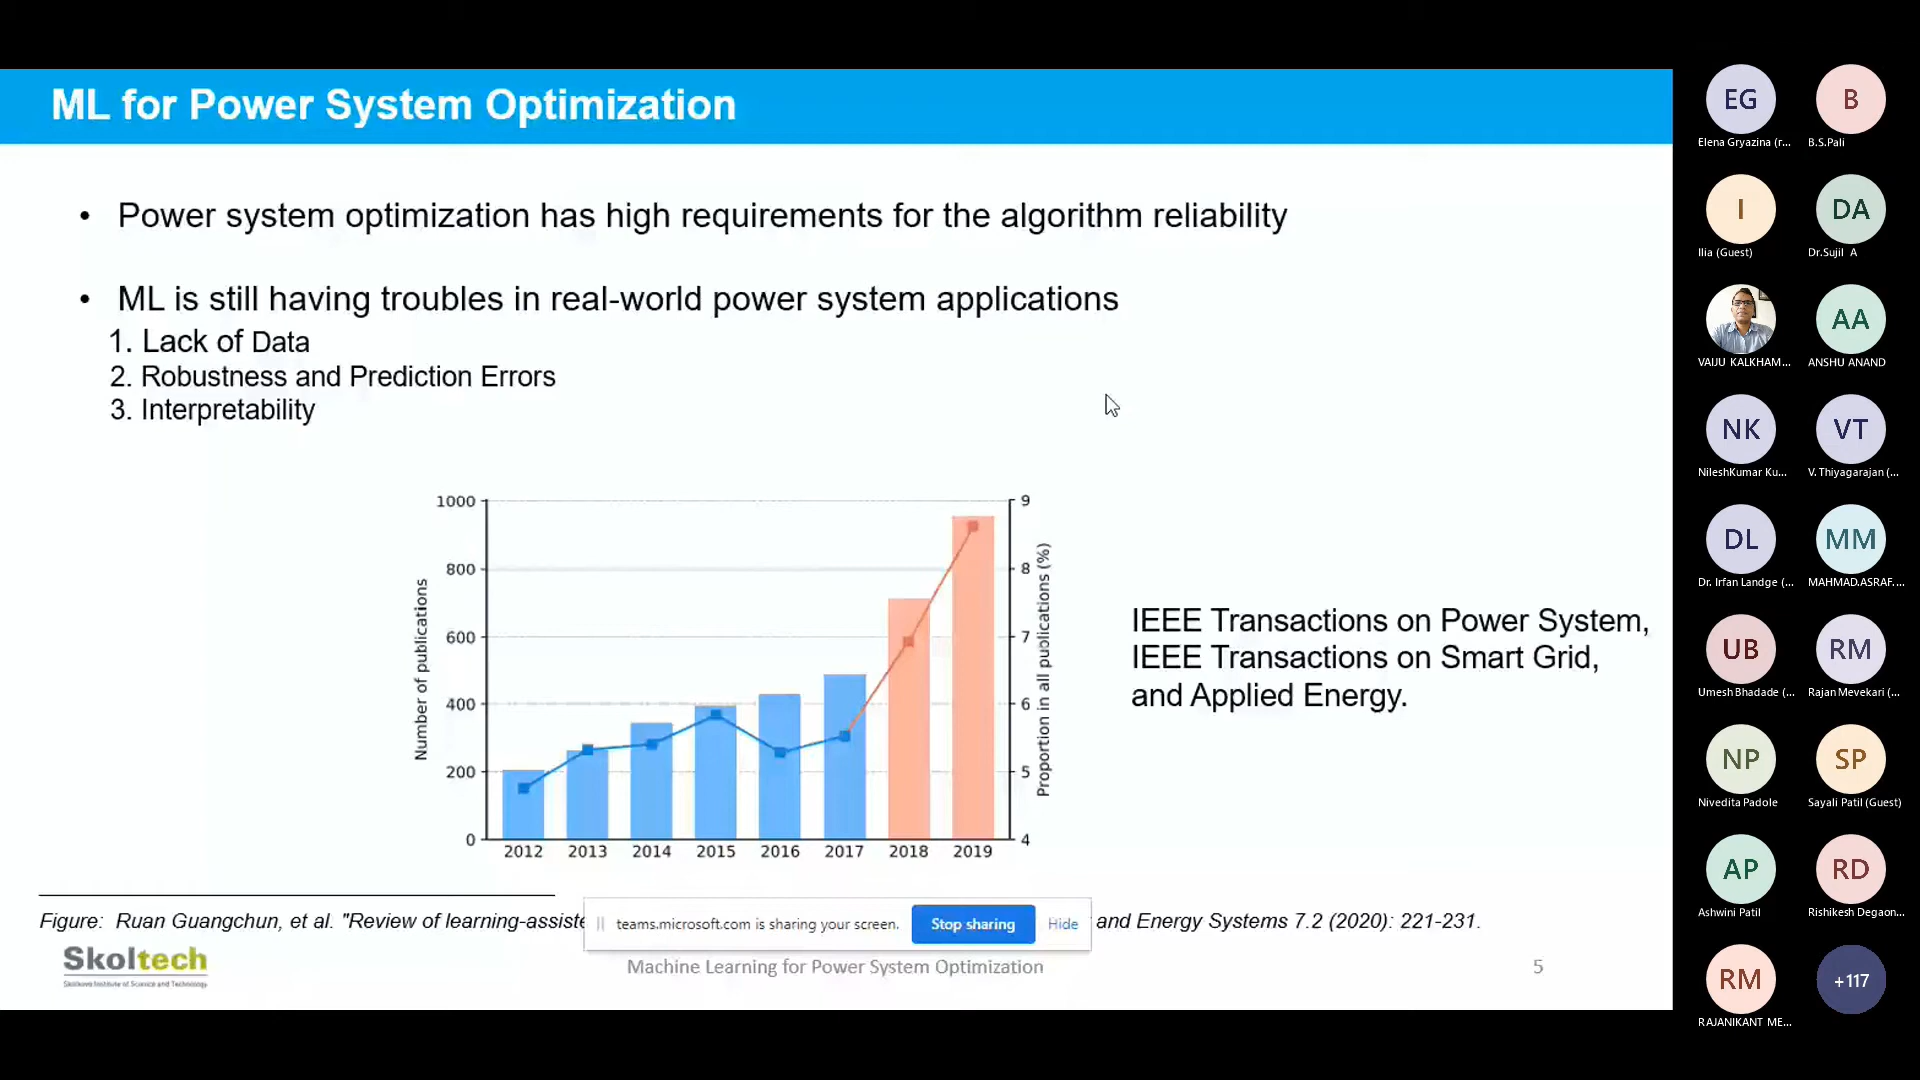 ML for Power System Optimization
• Power system optimization has high requirements for the algorithm reliability
• ML is still having troubles in real-world power system applications
1. Lack of Data
2. Robustness and Prediction Errors
3. Interpretability
1000
800
600
400
200
0
Number of publications
9
8
7
6
5
4
Proportion in all publications (%)
2012 2013 2014 2015 2016 2017 2018 2019
IEEE Transactions on Power System,
IEEE Transactions on Smart Grid,
and Applied Energy.
Figure: Ruan Guangchun, et al. "Review of learning-assiste
and Energy Systems 7.2 (2020): 221-231.
teams.microsoft.com is sharing your screen. Stop sharing Hide
Skoltech
Skolkovo Institute of Science and Technology
Machine Learning for Power System Optimization
5
EG B
Elena Gryazina (r... B.S.Pali
I DA
Ilia (Guest) Dr.Sujil A
AA
VAIJU KALKHAM... ANSHU ANAND
NK VT
NileshKumar Ku... V. Thiyagarajan (...
DL MM
Dr. Irfan Landge (... MAHMAD.ASRAF....
UB RM
Umesh Bhadade (... Rajan Mevekari (...
NP SP
Nivedita Padole Sayali Patil (Guest)
AP RD
Ashwini Patil Rishikesh Degaon...
RM +117
RAJANIKANT ME...